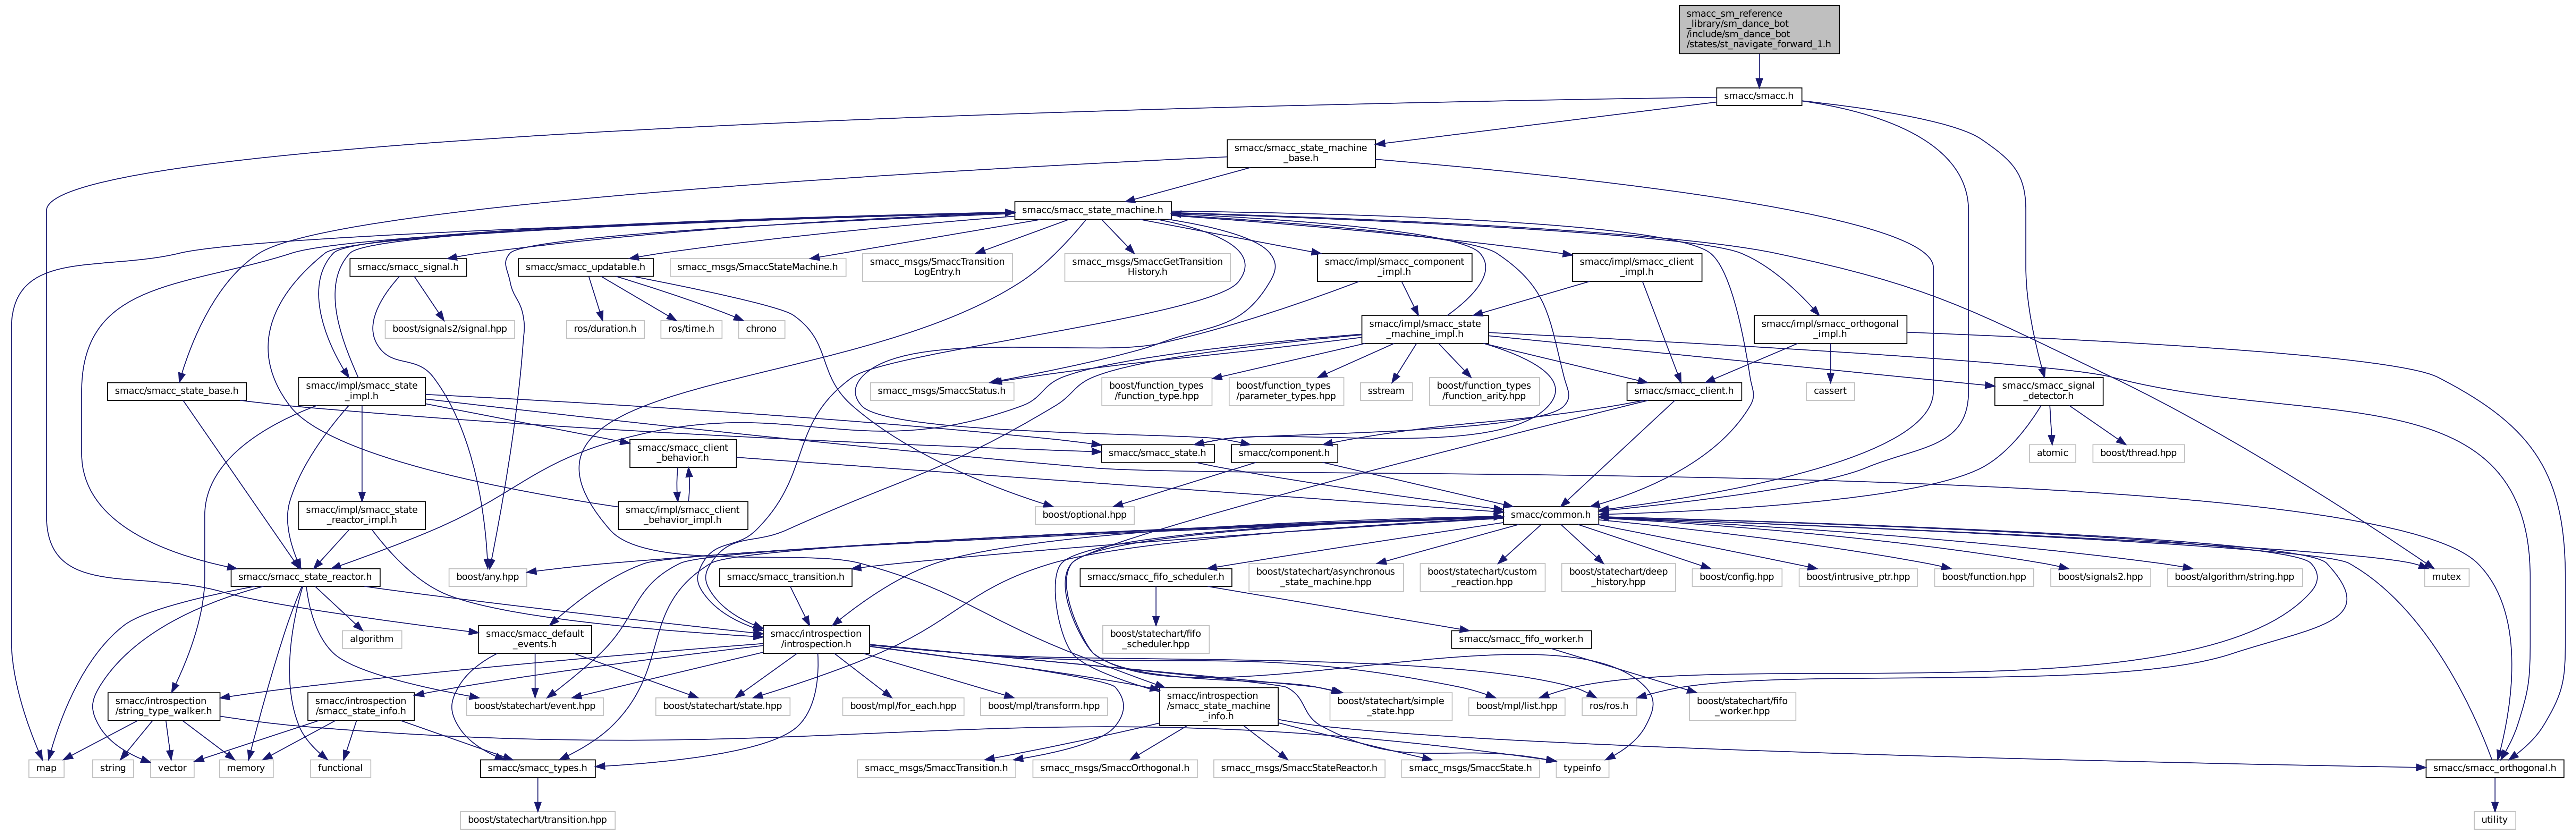 smacc_sm_reference
_library/sm_dance_bot
/include/sm_dance_bot
/states/st_navigate_forward_1.h
smacc/smacc.h
smacc/smacc_state_machine
_base.h
smacc/smacc_state_machine.h
smacc/smacc_signal.h
smacc/smacc_updatable.h
smacc_msgs/SmaccStateMachine.h
smacc_msgs/SmaccTransition
LogEntry.h
smacc_msgs/SmaccGetTransition
History.h
smacc/impl/smacc_component
_impl.h
smacc/impl/smacc_client
_impl.h
boost/signals2/signal.hpp
ros/duration.h
ros/time.h
chrono
smacc/impl/smacc_state
_machine_impl.h
smacc/impl/smacc_orthogonal
_impl.h
smacc/smacc_state_base.h
smacc/impl/smacc_state
_impl.h
smacc_msgs/SmaccStatus.h
boost/function_types
/function_type.hpp
boost/function_types
/parameter_types.hpp
sstream
boost/function_types
/function_arity.hpp
smacc/smacc_client.h
cassert
smacc/smacc_signal
_detector.h
smacc/smacc_client
_behavior.h
smacc/smacc_state.h
smacc/component.h
atomic
boost/thread.hpp
smacc/impl/smacc_state
_reactor_impl.h
smacc/impl/smacc_client
_behavior_impl.h
boost/optional.hpp
smacc/common.h
smacc/smacc_state_reactor.h
boost/any.hpp
smacc/smacc_transition.h
smacc/smacc_fifo_scheduler.h
boost/statechart/asynchronous
_state_machine.hpp
boost/statechart/custom
_reaction.hpp
boost/statechart/deep
_history.hpp
boost/config.hpp
boost/intrusive_ptr.hpp
boost/function.hpp
boost/signals2.hpp
boost/algorithm/string.hpp
mutex
algorithm
smacc/smacc_default
_events.h
smacc/introspection
/introspection.h
boost/statechart/fifo
_scheduler.hpp
smacc/smacc_fifo_worker.h
smacc/introspection
/string_type_walker.h
smacc/introspection
/smacc_state_info.h
boost/statechart/event.hpp
boost/statechart/state.hpp
boost/mpl/for_each.hpp
boost/mpl/transform.hpp
smacc/introspection
/smacc_state_machine
_info.h
boost/statechart/simple
_state.hpp
boost/mpl/list.hpp
ros/ros.h
boost/statechart/fifo
_worker.hpp
map
string
vector
memory
functional
smacc/smacc_types.h
smacc_msgs/SmaccTransition.h
smacc_msgs/SmaccOrthogonal.h
smacc_msgs/SmaccStateReactor.h
smacc_msgs/SmaccState.h
typeinfo
smacc/smacc_orthogonal.h
boost/statechart/transition.hpp
utility